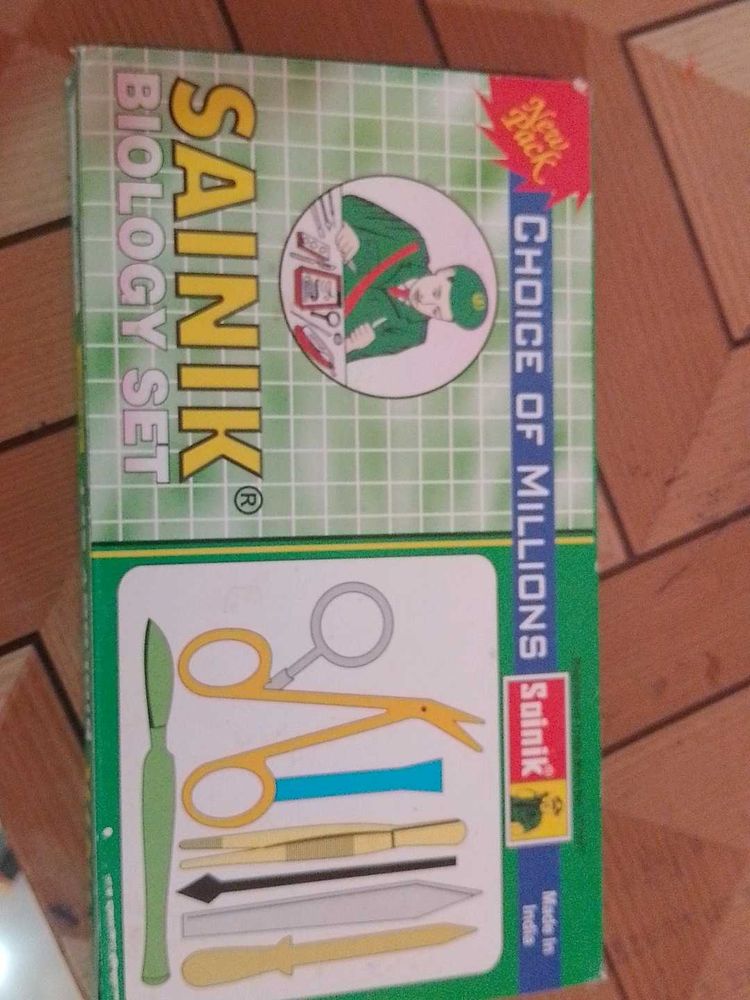 New
Pack
CHOICE OF MILLIONS
Sainik®
Made in
India
SAINIK®
BIOLOGY SET